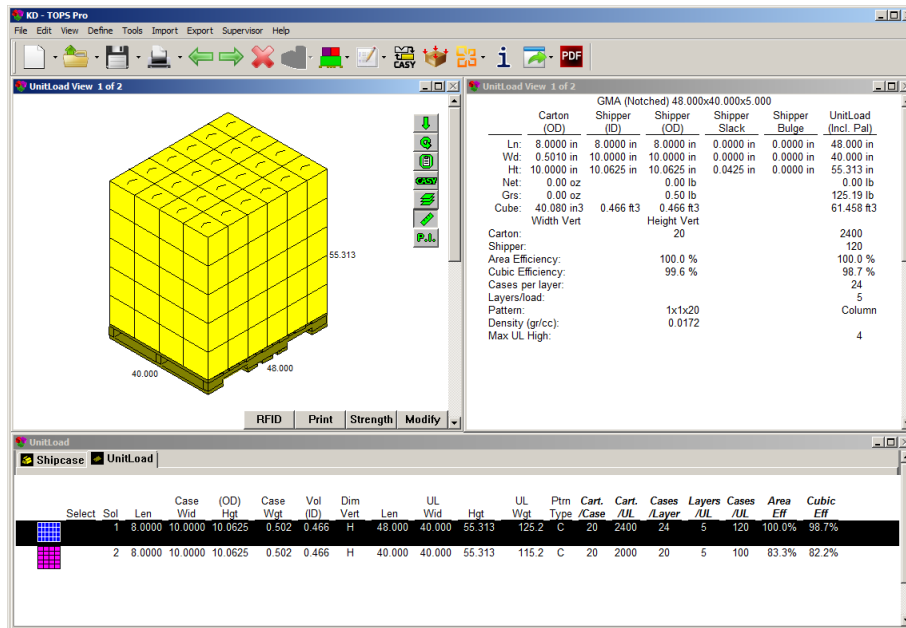 KD - TOPS Pro
File Edit View Define Tools Import Export Supervisor Help
CASY i PDF
UnitLoad View 1 of 2
CASY
P.I.
55.313
40.000
48.000
RFID Print Strength Modify
UnitLoad View 1 of 2
GMA (Notched) 48.000x40.000x5.000
Carton Shipper Shipper Shipper Shipper UnitLoad
(OD) (ID) (OD) Slack Bulge (Incl. Pal)
Ln: 8.0000 in 8.0000 in 8.0000 in 0.0000 in 0.0000 in 48.000 in
Wd: 0.5010 in 10.0000 in 10.0000 in 0.0000 in 0.0000 in 40.000 in
Ht: 10.0000 in 10.0625 in 10.0625 in 0.0425 in 0.0000 in 55.313 in
Net: 0.00 oz 0.00 lb 0.00 lb
Grs: 0.00 oz 0.50 lb 125.19 lb
Cube: 40.080 in3 0.466 ft3 0.466 ft3 61.458 ft3
Width Vert Height Vert
Carton: 20 2400
Shipper: 120
Area Efficiency: 100.0 % 100.0 %
Cubic Efficiency: 99.6 % 98.7 %
Cases per layer: 24
Layers/load: 5
Pattern: 1x1x20 Column
Density (gr/cc): 0.0172
Max UL High: 4
UnitLoad
Shipcase UnitLoad
Case (OD) Case Vol Dim UL UL Ptrn Cart. Cart. Cases Layers Cases Area Cubic
Select Sol Len Wid Hgt Wgt (ID) Vert Len Wid Hgt Wgt Type /Case /UL /Layer /UL /UL Eff Eff
1 8.0000 10.0000 10.0625 0.502 0.466 H 48.000 40.000 55.313 125.2 C 20 2400 24 5 120 100.0% 98.7%
2 8.0000 10.0000 10.0625 0.502 0.466 H 40.000 40.000 55.313 115.2 C 20 2000 20 5 100 83.3% 82.2%